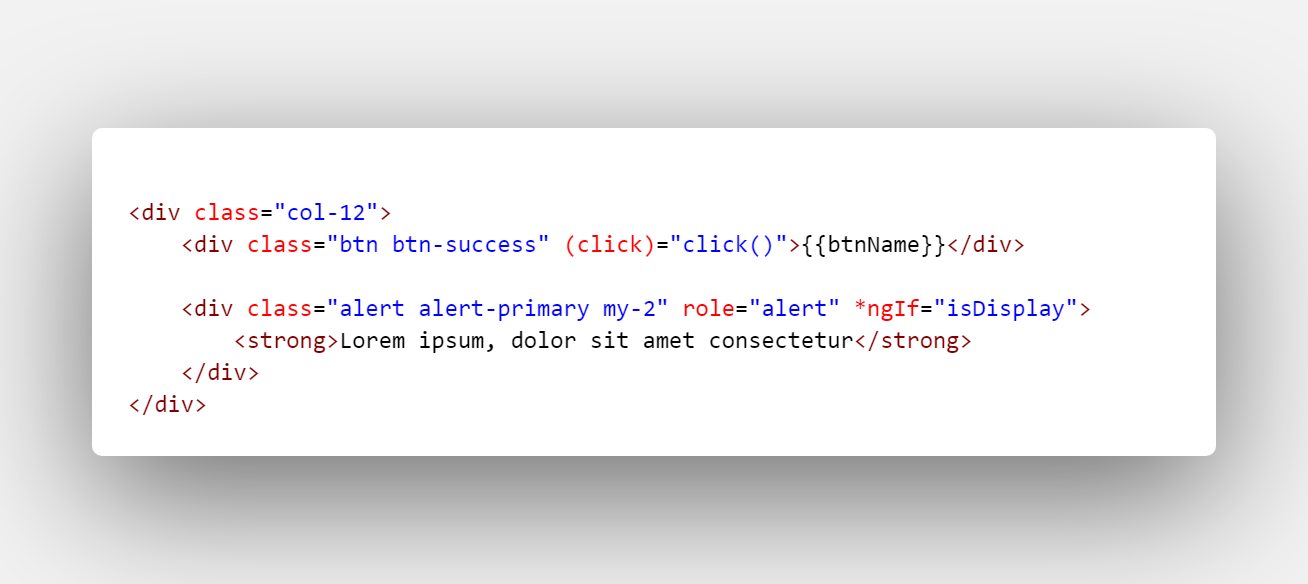 <div class="col-12">
    <div class="btn btn-success" (click)="click()">{{btnName}}</div>

    <div class="alert alert-primary my-2" role="alert" *ngIf="isDisplay">
        <strong>Lorem ipsum, dolor sit amet consectetur</strong>
    </div>
</div>